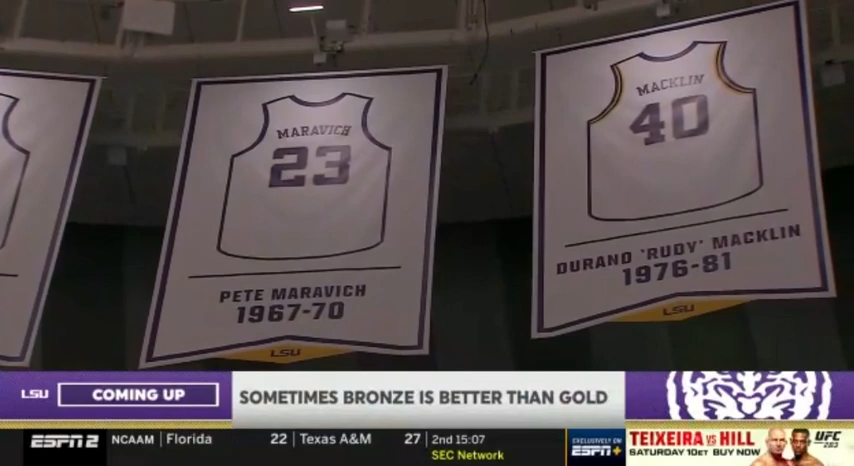 MARAVICH
23
PETE MARAVICH
1967-70
LSU
MACKLIN
40
DURAND 'RUDY' MACKLIN
1976-81
LSU
LSU COMING UP SOMETIMES BRONZE IS BETTER THAN GOLD
ESPN2 NCAAM Florida 22 Texas A&M 27 2nd 15:07
SEC Network
EXCLUSIVELY ON
ESPN+
TEIXEIRA VS HILL
SATURDAY 10ET BUY NOW
UFC
283